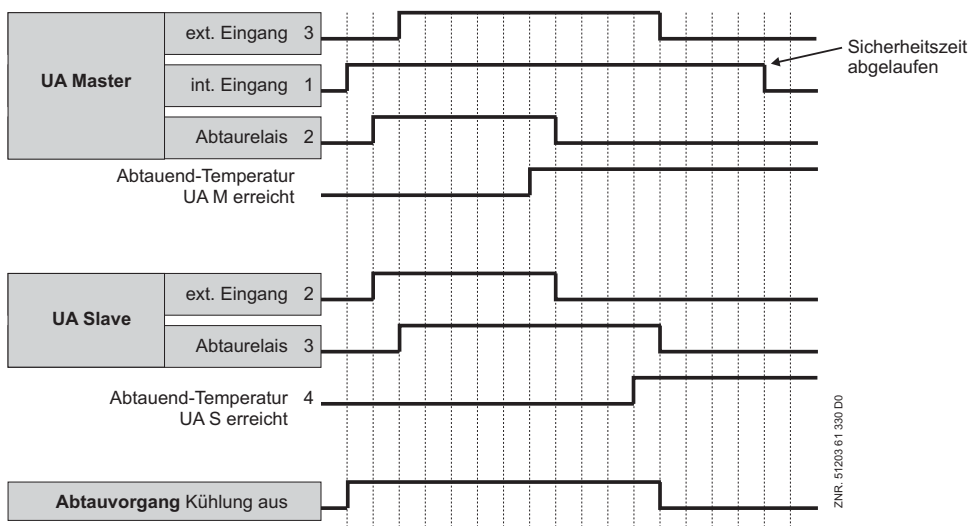 ext. Eingang 3
UA Master
int. Eingang 1
Abtaurelais 2
Sicherheitszeit
abgelaufen
Abtauend-Temperatur
UA M erreicht
ext. Eingang 2
UA Slave
Abtaurelais 3
Abtauend-Temperatur 4
UA S erreicht
Abtauvorgang Kühlung aus
ZNR. 51203 61 330 D0